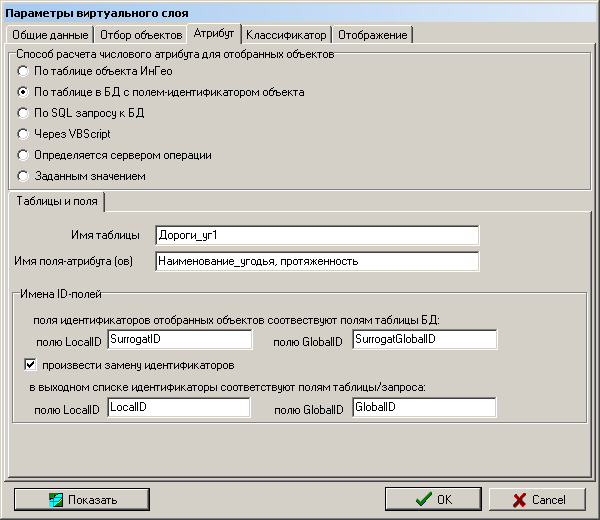 Параметры виртуального слоя
Общие данные Отбор объектов Атрибут Классификатор Отображение
Способ расчета числового атрибута для отобранных объектов
По таблице объекта ИнГео
По таблице в БД с полем-идентификатором объекта
По SQL запросу к БД
Через VBScript
Определяется сервером операции
Заданным значением
Таблицы и поля
Имя таблицы Дороги_уг1
Имя поля-атрибута (ов) Наименование_угодья, протяженность
Имена ID-полей
поля идентификаторов отобранных объектов соотвествуют полям таблицы БД:
полю LocalID SurrogatID полю GlobalID SurrogatGlobalID
произвести замену идентификаторов
в выходном списке идентификаторы соответствуют полям таблицы/запроса:
полю LocalID LocalID полю GlobalID GlobalID
Показать OK Cancel